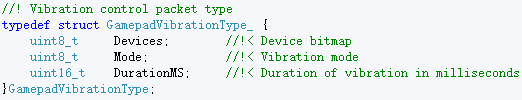 //! Vibration control packet type
typedef struct GamepadVibrationType_ {
    uint8_t    Devices;       //!< Device bitmap
    uint8_t    Mode;          //!< Vibration mode
    uint16_t   DurationMS;    //!< Duration of vibration in milliseconds
}GamepadVibrationType;